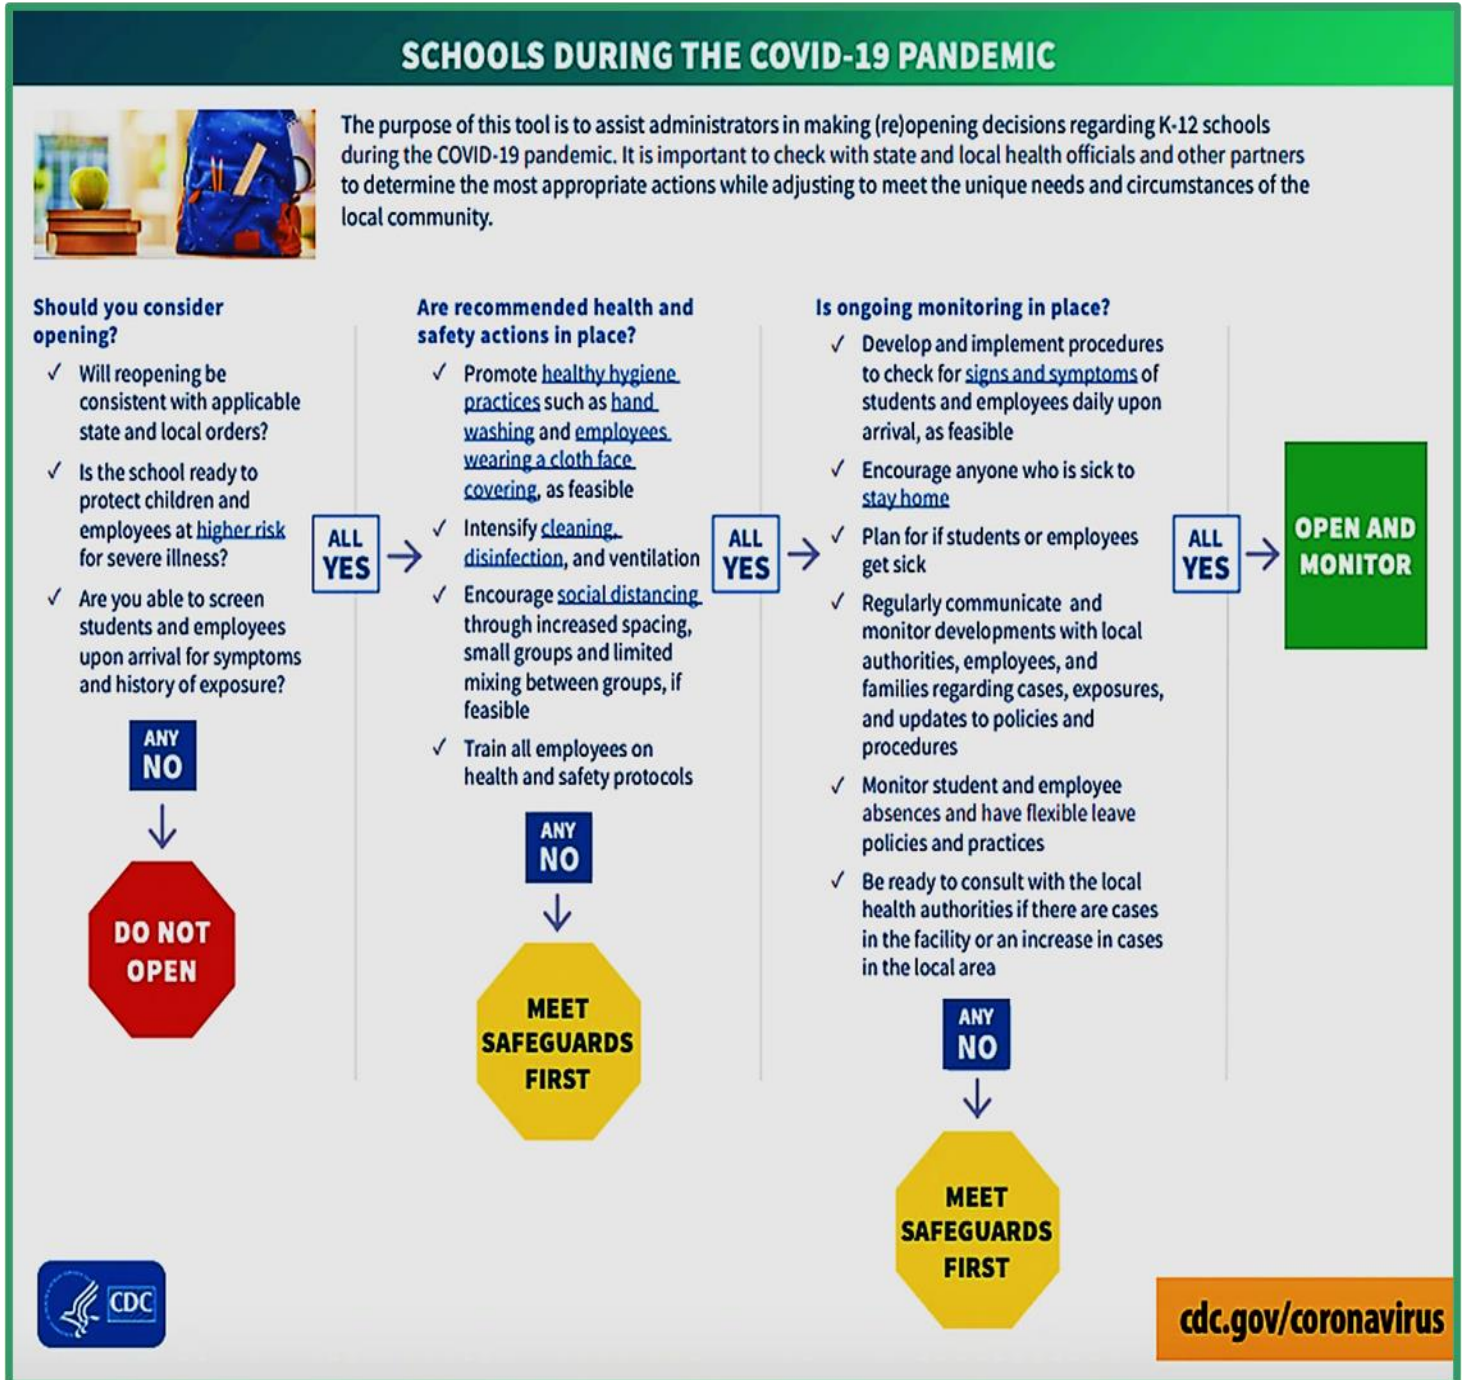 SCHOOLS DURING THE COVID-19 PANDEMIC
The purpose of this tool is to assist administrators in making (re)opening decisions regarding K-12 schools
during the COVID-19 pandemic. It is important to check with state and local health officials and other partners
to determine the most appropriate actions while adjusting to meet the unique needs and circumstances of the
local community.
Should you consider
opening?
✓ Will reopening be
consistent with applicable
state and local orders?
✓ Is the school ready to
protect children and
employees at higher risk
for severe illness?
✓ Are you able to screen
students and employees
upon arrival for symptoms
and history of exposure?
ANY
NO
DO NOT
OPEN
ALL
YES
Are recommended health and
safety actions in place?
✓ Promote healthy hygiene
practices such as hand
washing and employees
wearing a cloth face
covering, as feasible
✓ Intensify cleaning,
disinfection, and ventilation
✓ Encourage social distancing
through increased spacing,
small groups and limited
mixing between groups, if
feasible
✓ Train all employees on
health and safety protocols
ANY
NO
MEET
SAFEGUARDS
FIRST
ALL
YES
Is ongoing monitoring in place?
✓ Develop and implement procedures
to check for signs and symptoms of
students and employees daily upon
arrival, as feasible
✓ Encourage anyone who is sick to
stay home
✓ Plan for if students or employees
get sick
✓ Regularly communicate and
monitor developments with local
authorities, employees, and
families regarding cases, exposures,
and updates to policies and
procedures
✓ Monitor student and employee
absences and have flexible leave
policies and practices
✓ Be ready to consult with the local
health authorities if there are cases
in the facility or an increase in cases
in the local area
ANY
NO
MEET
SAFEGUARDS
FIRST
ALL
YES
OPEN AND
MONITOR
CDC
cdc.gov/coronavirus